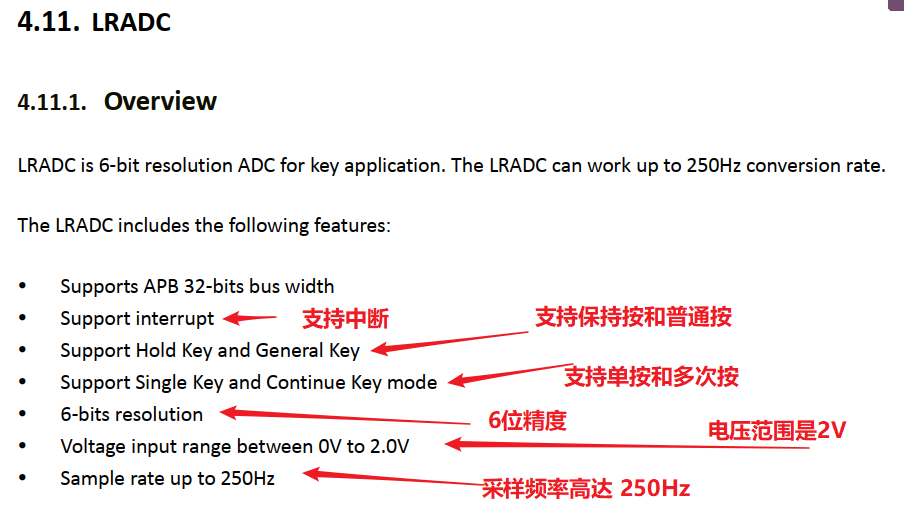 4.11. LRADC
4.11.1. Overview
LRADC is 6-bit resolution ADC for key application. The LRADC can work up to 250Hz conversion rate.
The LRADC includes the following features:
• Supports APB 32-bits bus width
• Support interrupt 支持中断
支持保持按和普通按
• Support Hold Key and General Key
• Support Single Key and Continue Key mode 支持单按和多次按
• 6-bits resolution 6位精度
电压范围是2V
• Voltage input range between 0V to 2.0V
• Sample rate up to 250Hz 采样频率高达 250Hz